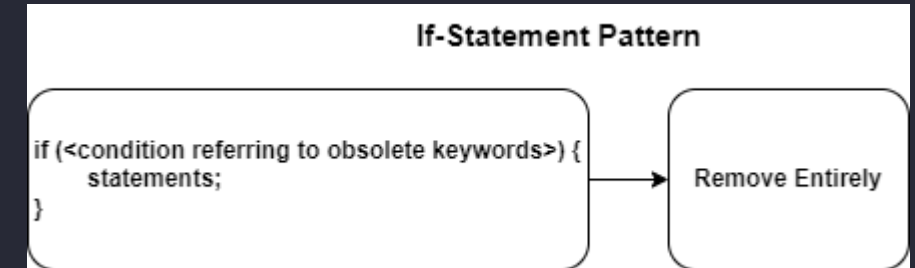 If-Statement Pattern
if (<condition referring to obsolete keywords>) {
statements;
}
Remove Entirely